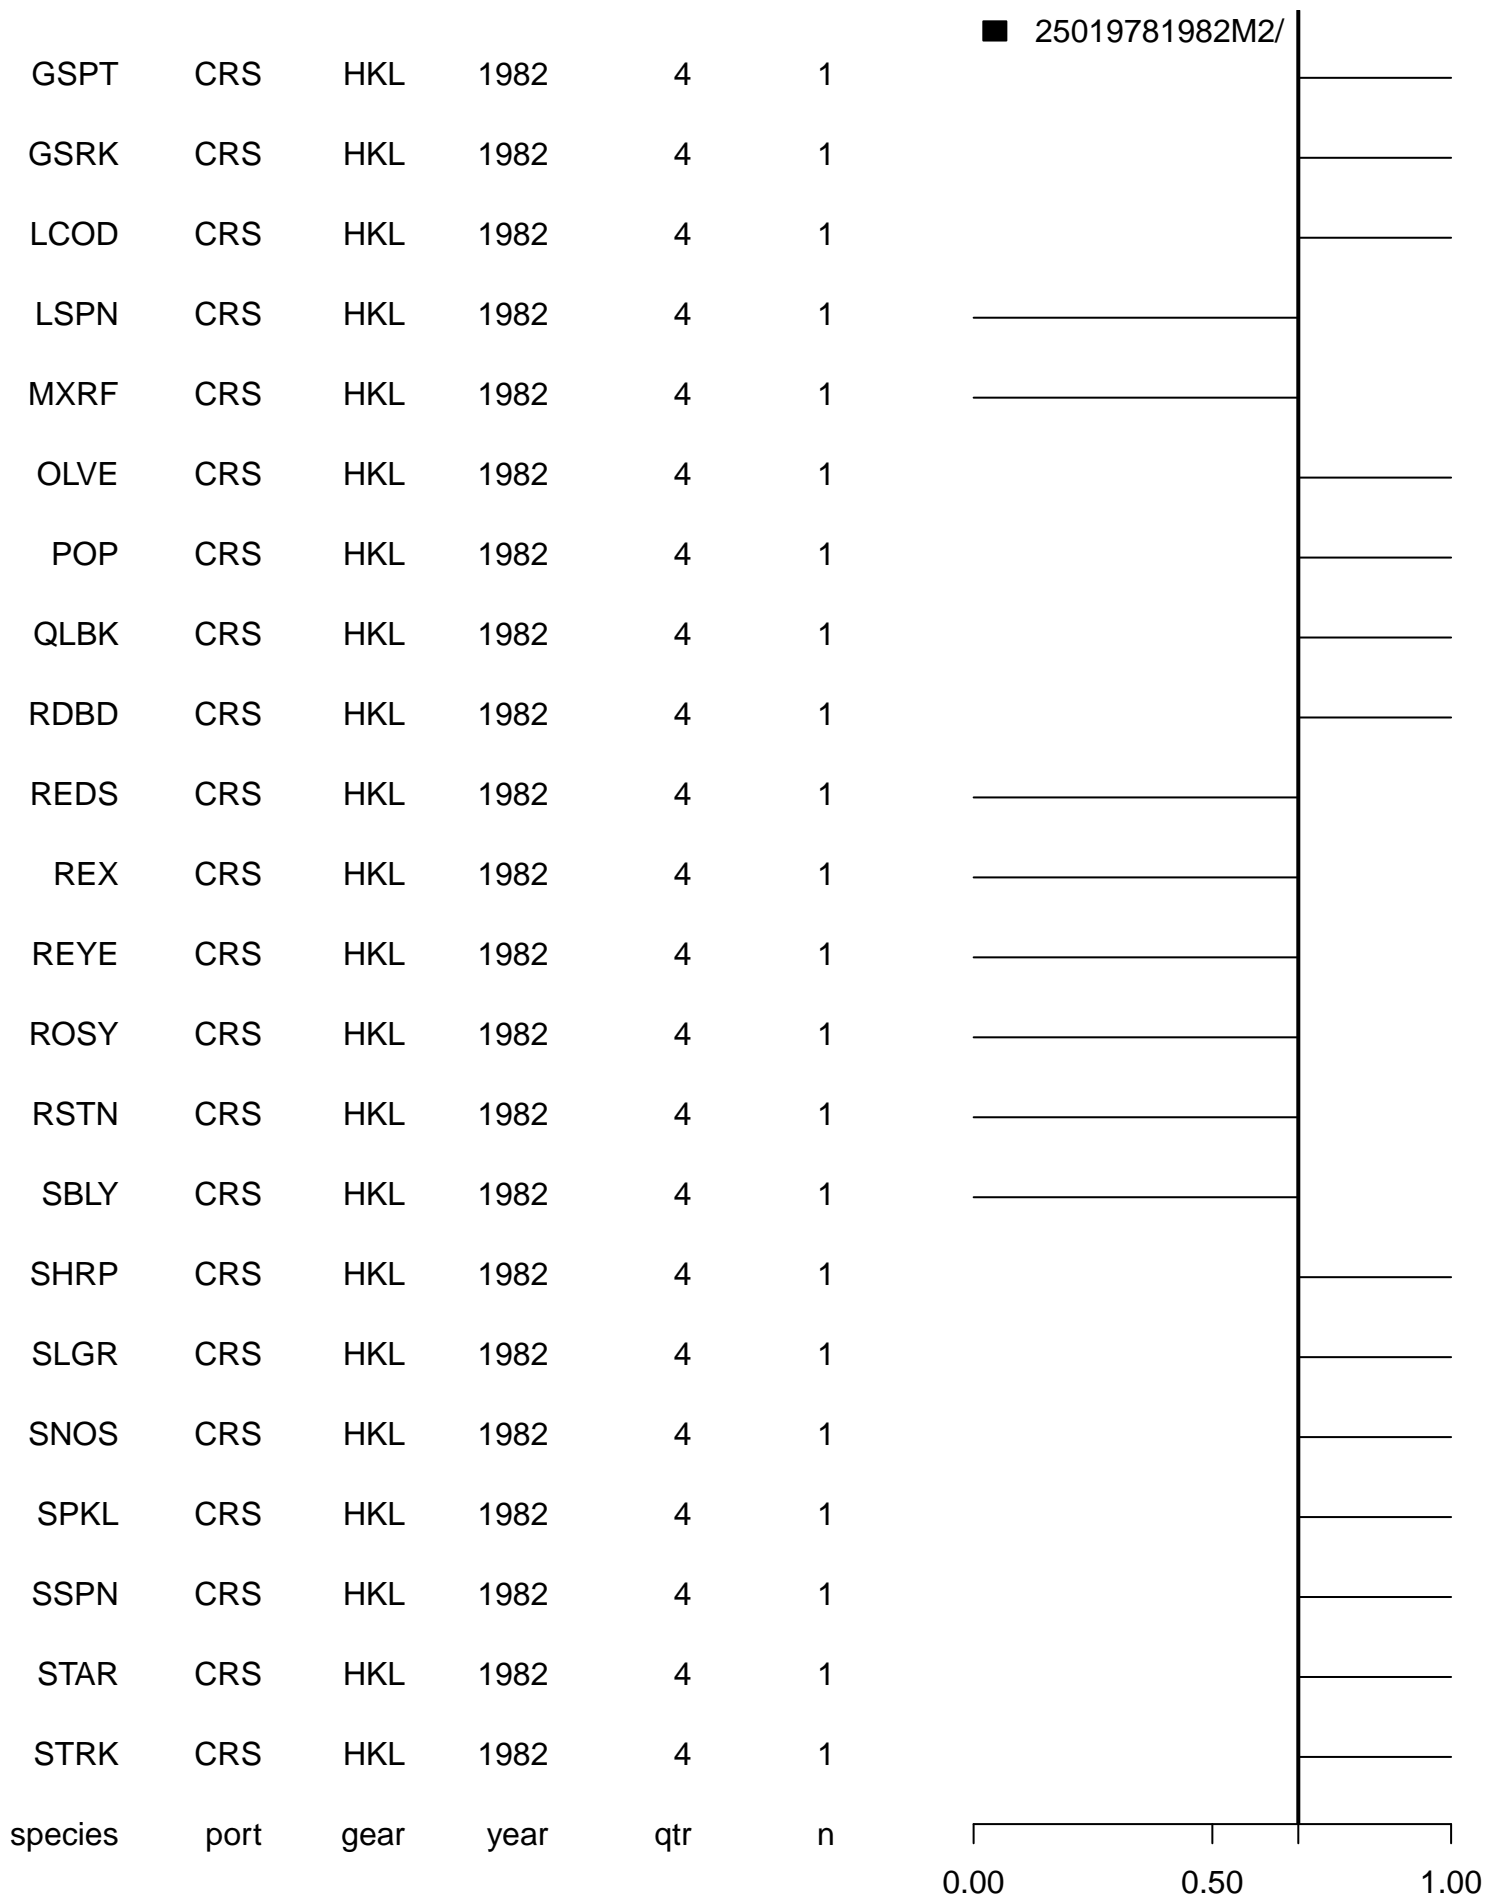 25019781982M2/
GSPT CRS HKL 1982 4 1
GSRK CRS HKL 1982 4 1
LCOD CRS HKL 1982 4 1
LSPN CRS HKL 1982 4 1
MXRF CRS HKL 1982 4 1
OLVE CRS HKL 1982 4 1
POP CRS HKL 1982 4 1
QLBK CRS HKL 1982 4 1
RDBD CRS HKL 1982 4 1
REDS CRS HKL 1982 4 1
REX CRS HKL 1982 4 1
REYE CRS HKL 1982 4 1
ROSY CRS HKL 1982 4 1
RSTN CRS HKL 1982 4 1
SBLY CRS HKL 1982 4 1
SHRP CRS HKL 1982 4 1
SLGR CRS HKL 1982 4 1
SNOS CRS HKL 1982 4 1
SPKL CRS HKL 1982 4 1
SSPN CRS HKL 1982 4 1
STAR CRS HKL 1982 4 1
STRK CRS HKL 1982 4 1
species port gear year qtr n
0.00 0.50 1.00